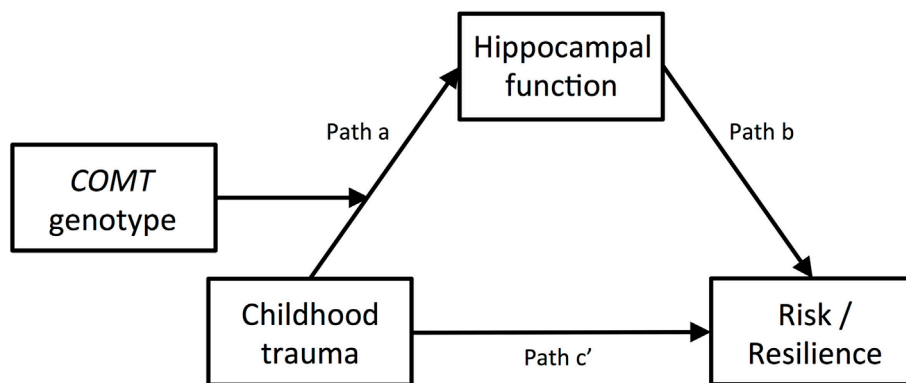 Hippocampal
function
Path a
Path b
COMT
genotype
Childhood
trauma
Path c’
Risk /
Resilience